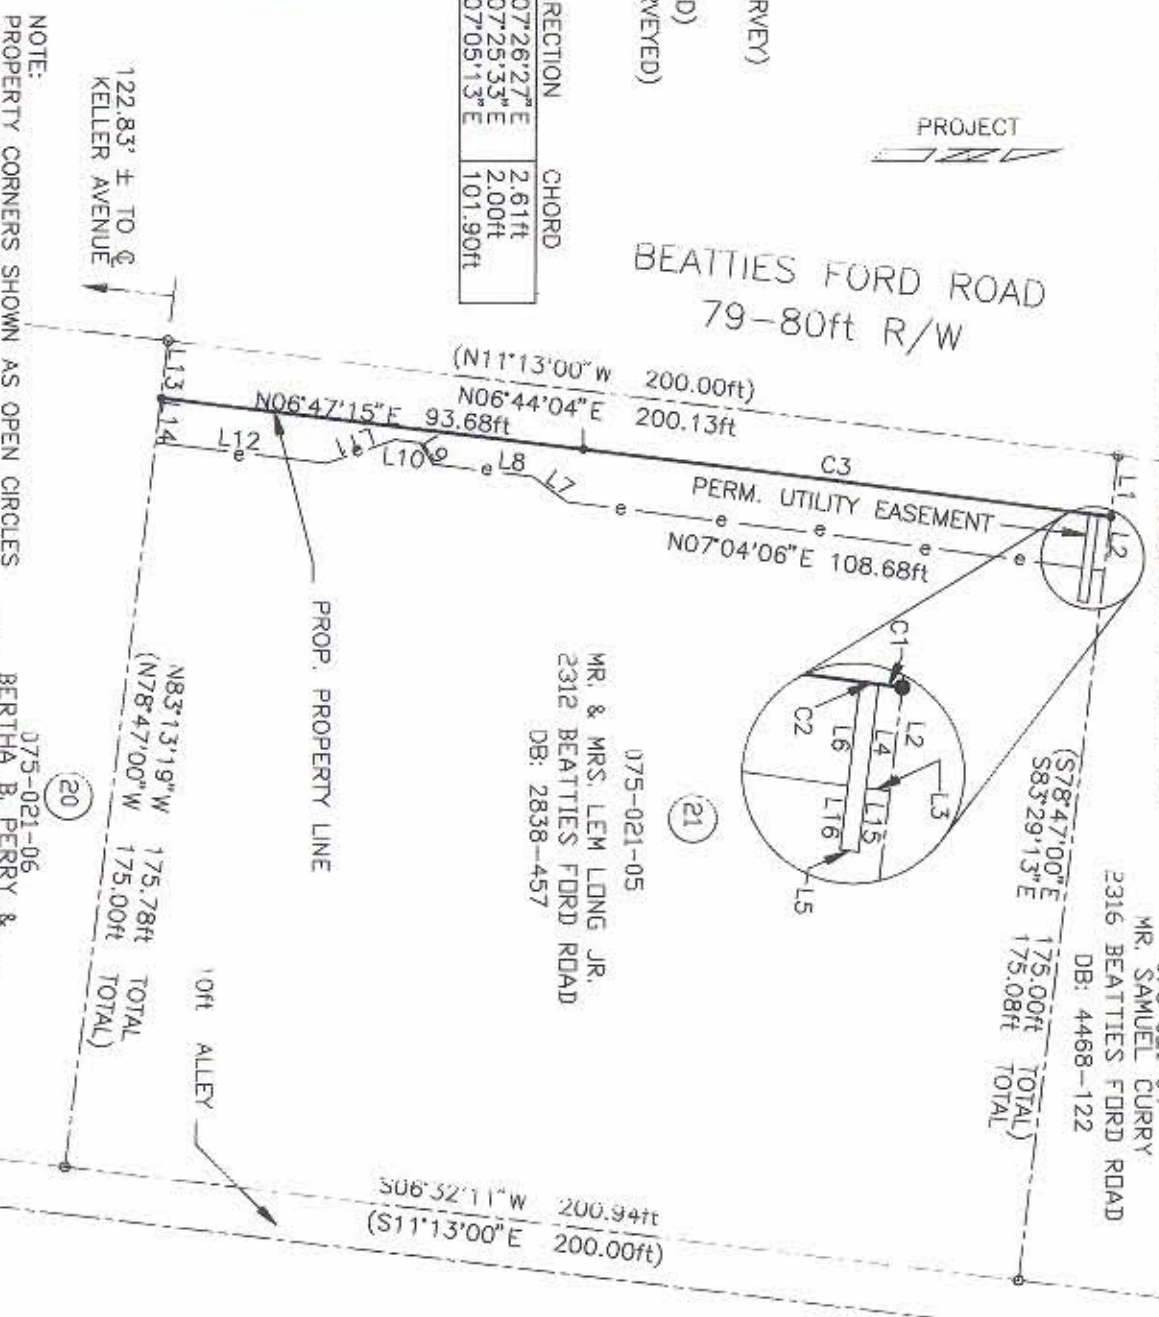 RVEY)
D)
VEYED)
PROJECT
BEATTIES FORD ROAD
79-80ft R/W
RECTION CHORD
07°26'27"E 2.61ft
07°25'33"E 2.00ft
07°05'13"E 101.90ft
122.83' ± TO ℄
KELLER AVENUE
NOTE:
PROPERTY CORNERS SHOWN AS OPEN CIRCLES
(N11°13'00"W 200.00ft)
N06°44'04"E 200.13ft
N06°47'15"E 93.68ft
C3
L1
L2
L13
L14
L12
L11
L10
L9
L8
L7
e
e
e
e
e
e
e
e
PERM. UTILITY EASEMENT
N07°04'06"E 108.68ft
PROP. PROPERTY LINE
C1
C2
L2
L4
L3
L6
L15
L16
L5
MR. SAMUEL CURRY
2316 BEATTIES FORD ROAD
DB: 4468-122
(S78°47'00"E 175.00ft TOTAL)
S83°29'13"E 175.08ft TOTAL
21
075-021-05
MR. & MRS. LEM LONG JR.
2312 BEATTIES FORD ROAD
DB: 2838-457
N83°13'19"W 175.78ft TOTAL
(N78°47'00"W 175.00ft TOTAL)
20
075-021-06
BERTHA B. PERRY &
10ft ALLEY
S06°32'11"W 200.94ft
(S11°13'00"E 200.00ft)